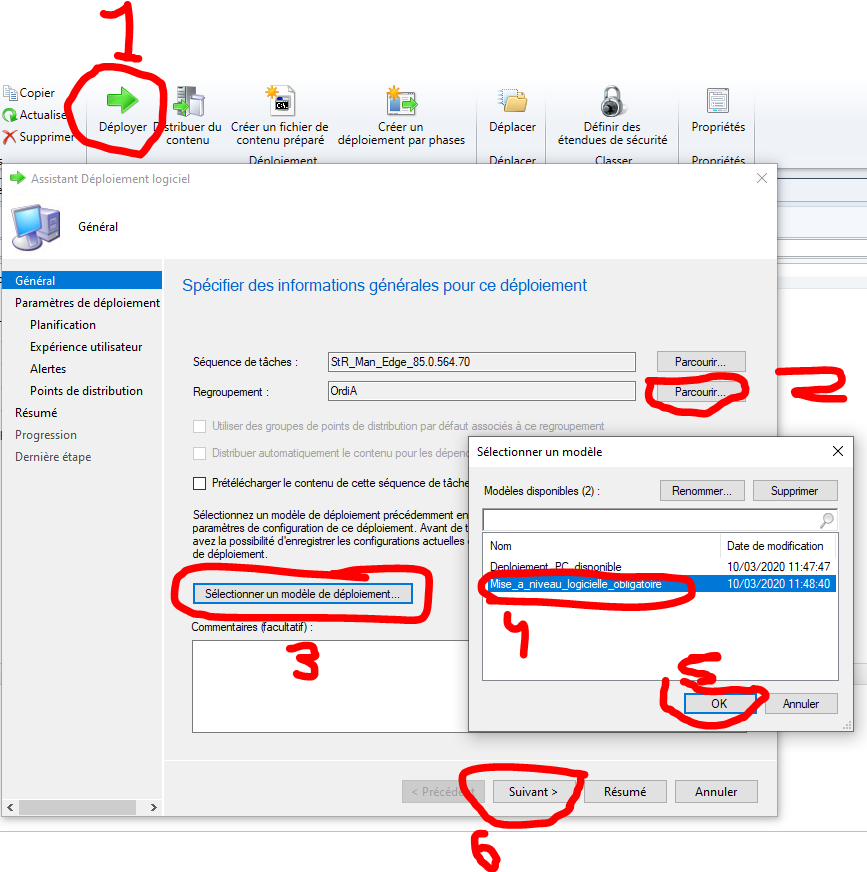 1
Copier
Actualiser
Supprimer
Déployer
Distribuer du contenu
Créer un fichier de contenu préparé
Créer un déploiement par phases
Déplacer
Définir des étendues de sécurité
Propriétés
Déploiement
Déplacer
Classer
Propriétés
Assistant Déploiement logiciel
Général
Général
Paramètres de déploiement
Planification
Expérience utilisateur
Alertes
Points de distribution
Résumé
Progression
Dernière étape
Spécifier des informations générales pour ce déploiement
Séquence de tâches :
StR_Man_Edge_85.0.564.70
Parcourir...
Regroupement :
OrdiA
Parcourir...
2
Utiliser des groupes de points de distribution par défaut associés à ce regroupement
Distribuer automatiquement le contenu pour les dépend
Prétélécharger le contenu de cette séquence de tâche
Sélectionnez un modèle de déploiement précédemment en
paramètres de configuration de ce déploiement. Avant de t
avez la possibilité d'enregistrer les configurations actuelles
de déploiement.
Sélectionner un modèle de déploiement...
3
Commentaires (facultatif) :
Sélectionner un modèle
Modèles disponibles (2) :
Renommer...
Supprimer
Nom
Date de modification
Deploiement_PC_disponible
10/03/2020 11:47:47
Mise_a_niveau_logicielle_obligatoire
10/03/2020 11:48:40
4
5
OK
Annuler
< Précédent
Suivant >
Résumé
Annuler
6